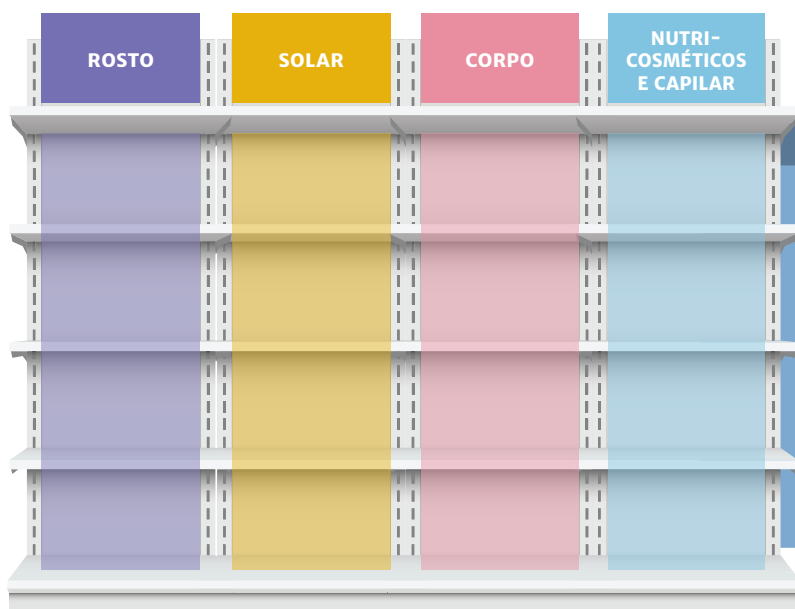 ROSTO
SOLAR
CORPO
NUTRI-
COSMÉTICOS
E CAPILAR